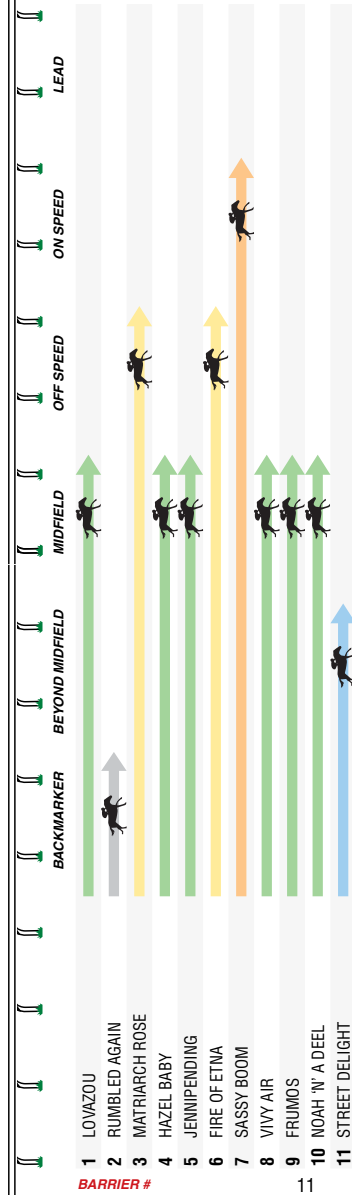 BACKMARKER BEYOND MIDFIELD MIDFIELD OFF SPEED ON SPEED LEAD
1 LOVAZOU
2 RUMBLED AGAIN
3 MATRIARCH ROSE
4 HAZEL BABY
5 JENNIPENDING
6 FIRE OF ETNA
7 SASSY BOOM
8 VIVY AIR
9 FRUMOS
10 NOAH 'N' A DEEL
11 STREET DELIGHT
BARRIER #
11